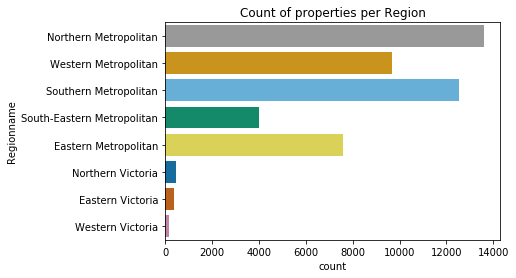 Count of properties per Region
Regionname
Northern Metropolitan
Western Metropolitan
Southern Metropolitan
South-Eastern Metropolitan
Eastern Metropolitan
Northern Victoria
Eastern Victoria
Western Victoria
0 2000 4000 6000 8000 10000 12000 14000
count